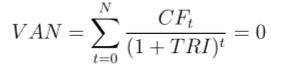 VAN = \sum_{t=0}^{N} \frac{CF_t}{(1 + TRI)^t} = 0